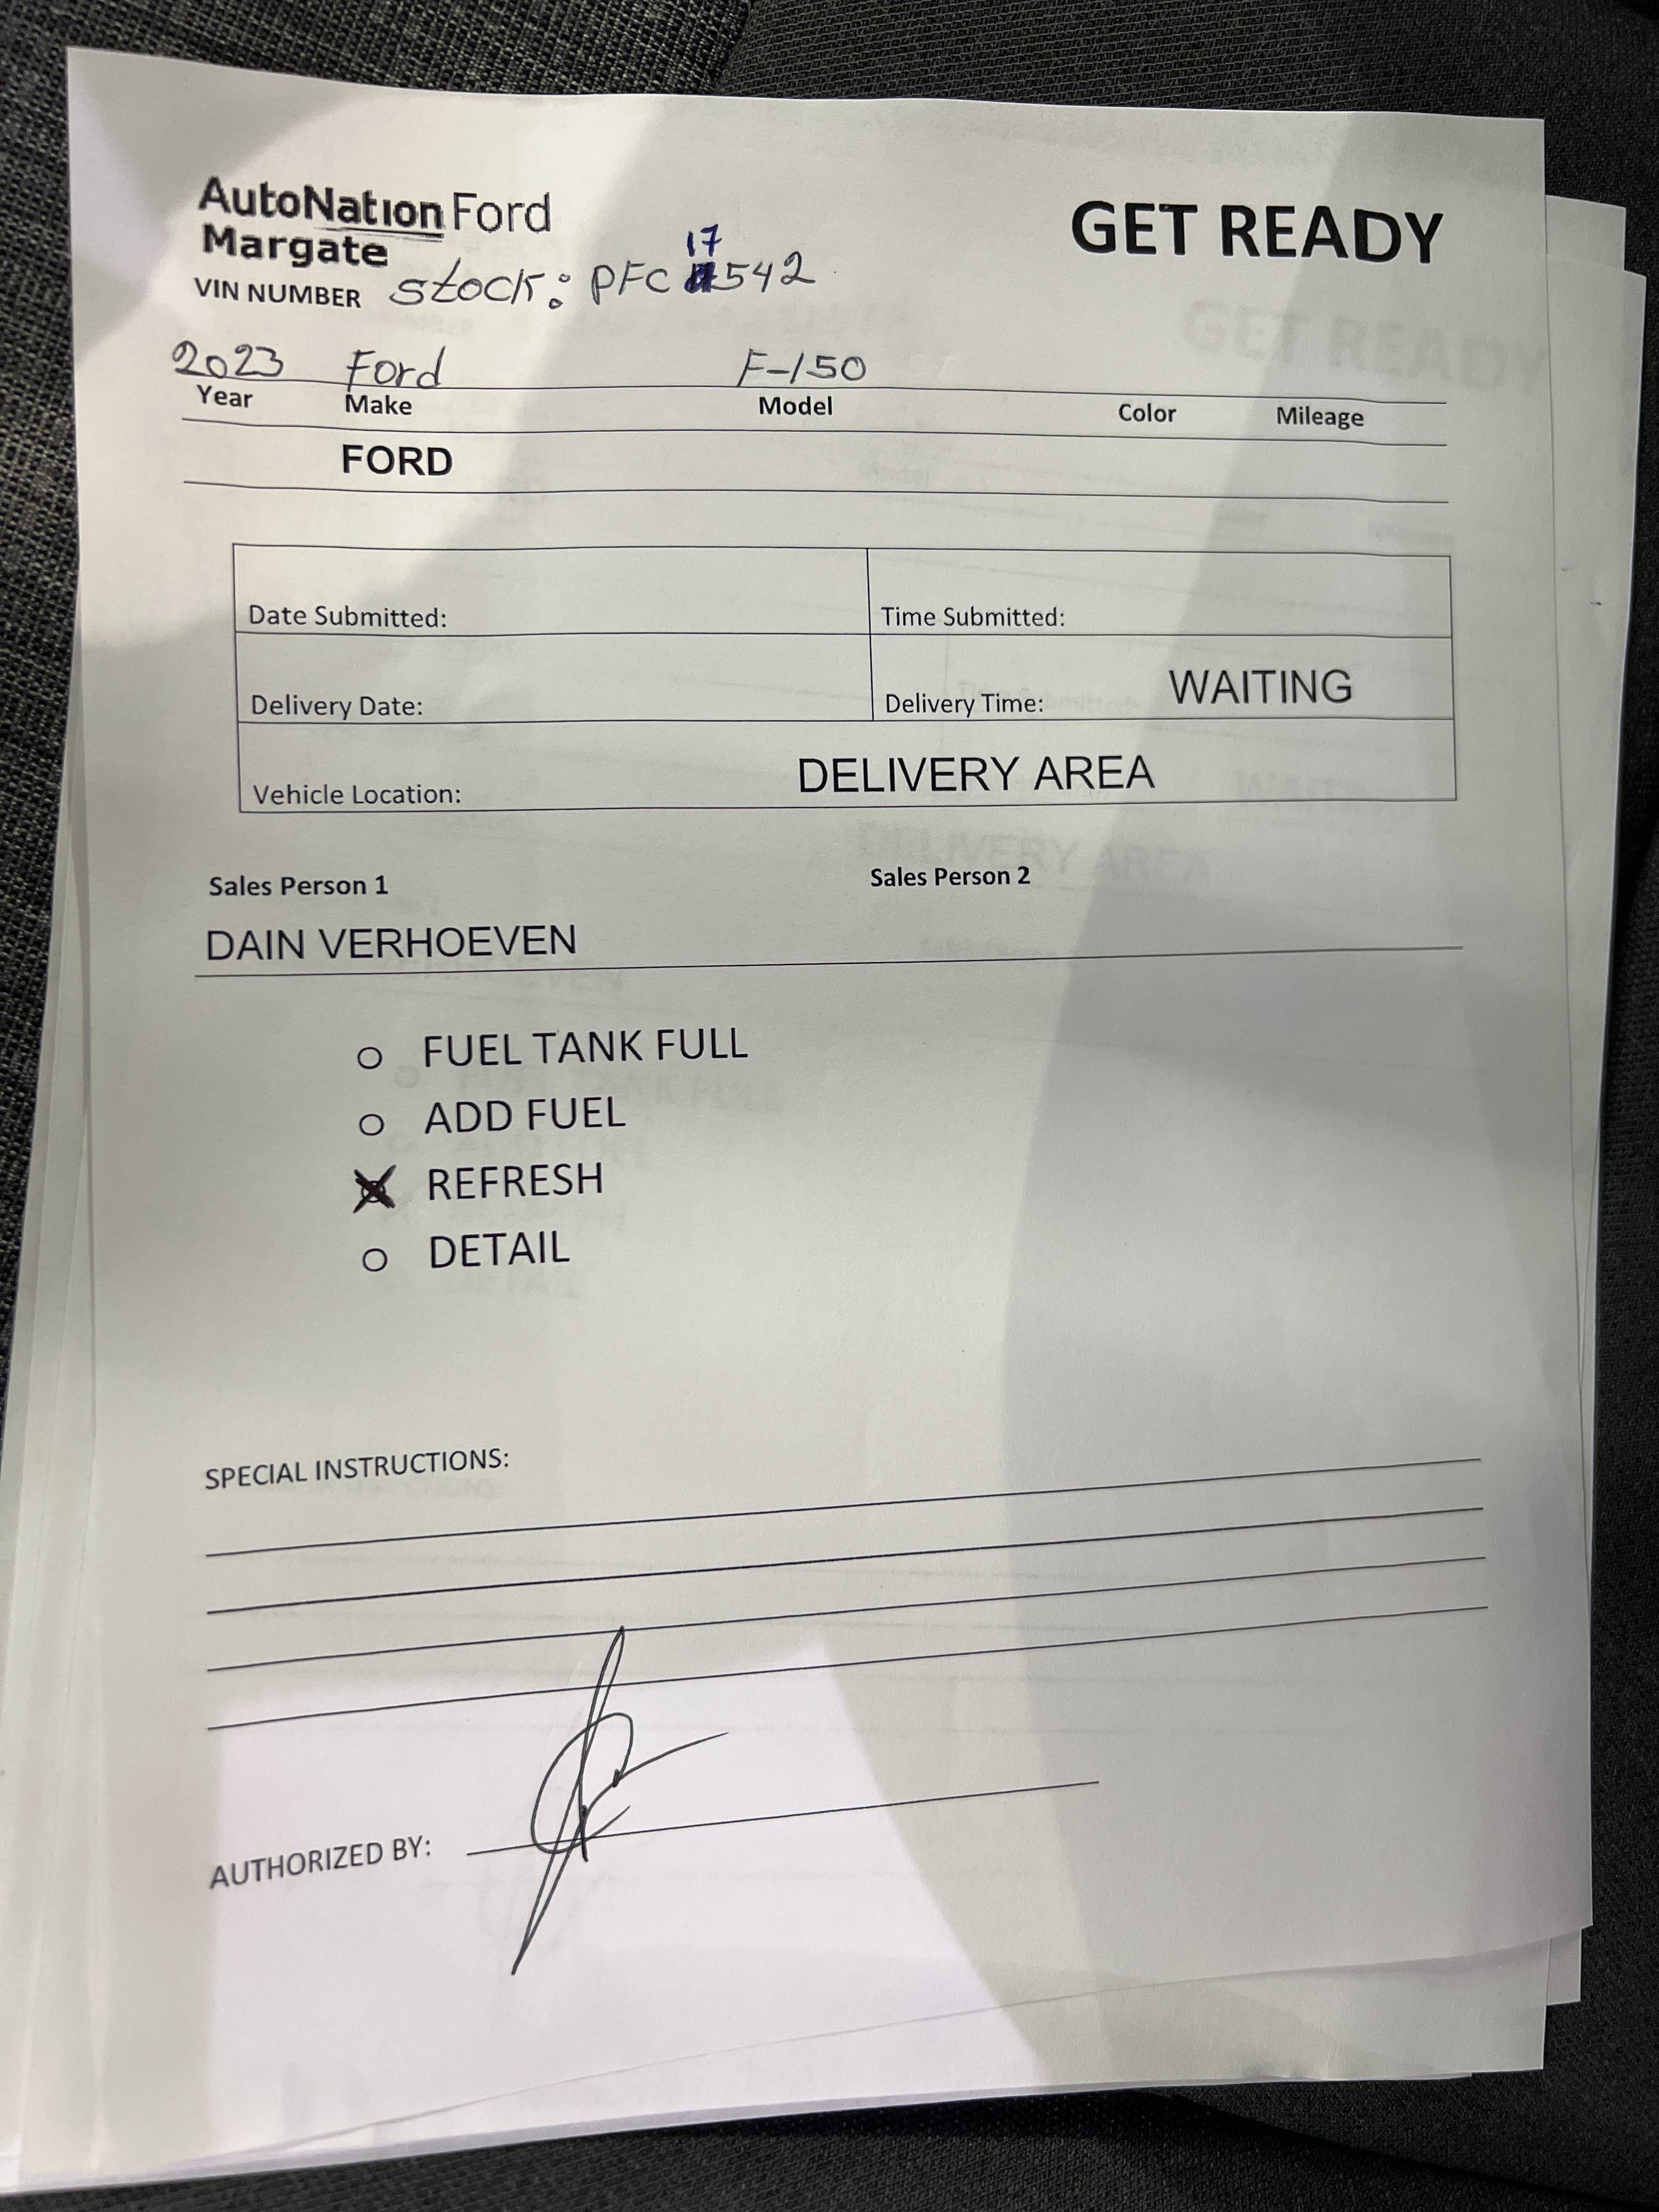 AutoNation Ford
Margate
GET READY
17
VIN NUMBER stock: PFC 542
2023 Ford F-150
Year Make Model Color Mileage
FORD
Date Submitted: Time Submitted:
Delivery Date: Delivery Time: WAITING
Vehicle Location: DELIVERY AREA
Sales Person 1 Sales Person 2
DAIN VERHOEVEN
FUEL TANK FULL
ADD FUEL
REFRESH
DETAIL
SPECIAL INSTRUCTIONS:
AUTHORIZED BY: